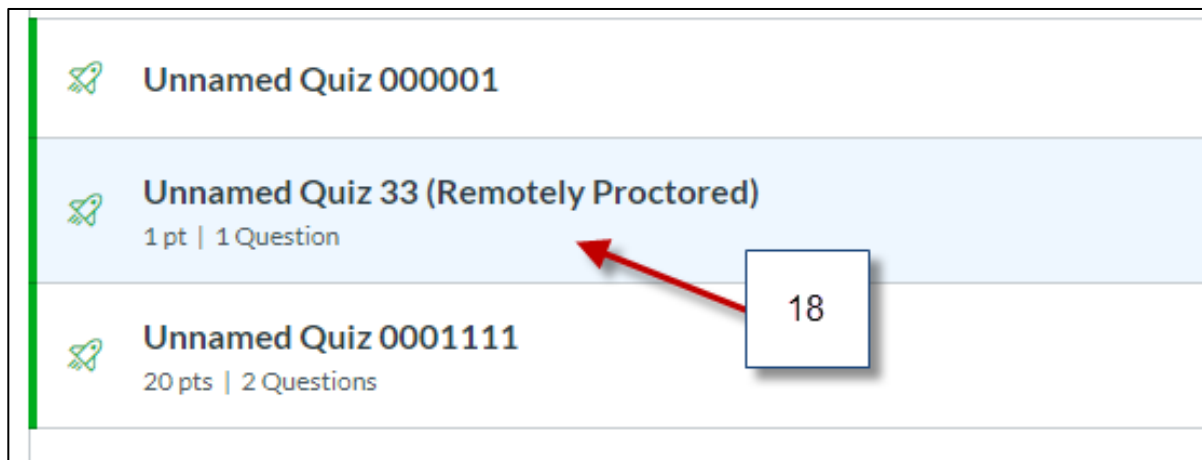 Unnamed Quiz 000001
Unnamed Quiz 33 (Remotely Proctored)
1 pt | 1 Question
18
Unnamed Quiz 0001111
20 pts | 2 Questions